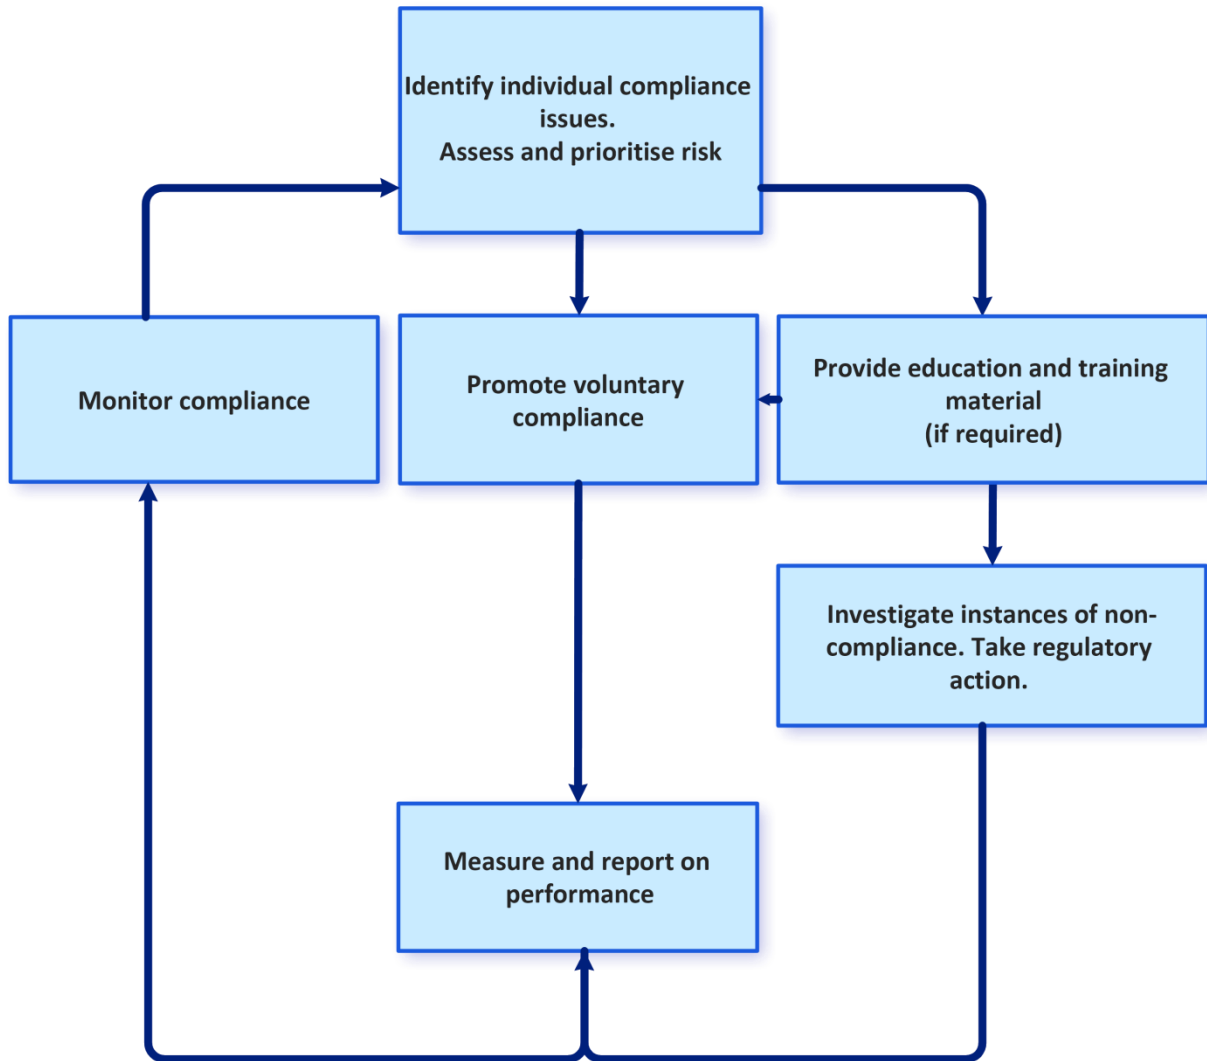 Identify individual compliance
issues.
Assess and prioritise risk
Monitor compliance
Promote voluntary
compliance
Provide education and training
material
(if required)
Investigate instances of non-
compliance. Take regulatory
action.
Measure and report on
performance